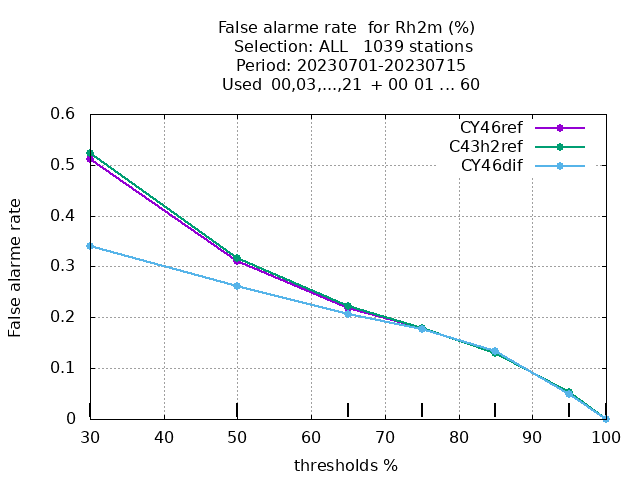 False alarme rate  for Rh2m (%)
Selection: ALL   1039 stations
Period: 20230701-20230715
Used  00,03,...,21  + 00 01 ... 60
CY46ref
C43h2ref
CY46dif
False alarme rate
0.6
0.5
0.4
0.3
0.2
0.1
0
30 40 50 60 70 80 90 100
thresholds %